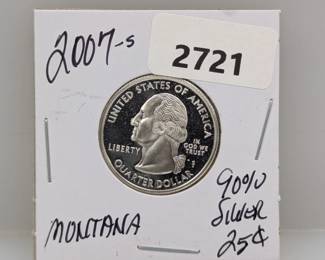 2007-S
2721
UNITED STATES OF AMERICA
LIBERTY
IN
GOD WE
TRUST
S
QUARTER DOLLAR
MONTANA
90%
SILVER
25¢